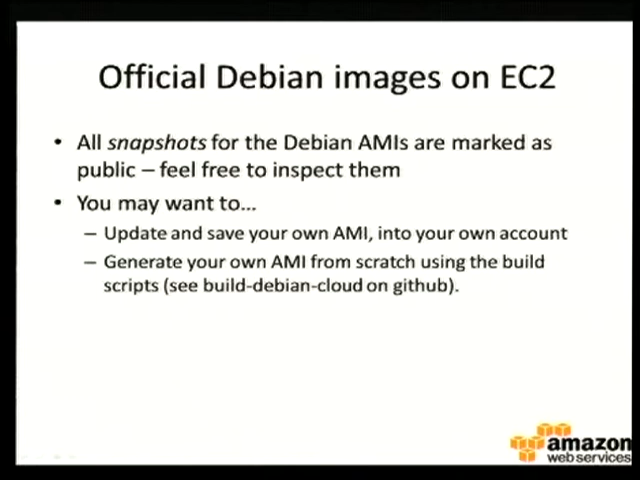 Official Debian images on EC2
• All snapshots for the Debian AMIs are marked as
public – feel free to inspect them
• You may want to...
– Update and save your own AMI, into your own account
– Generate your own AMI from scratch using the build
scripts (see build-debian-cloud on github).
amazon
web services